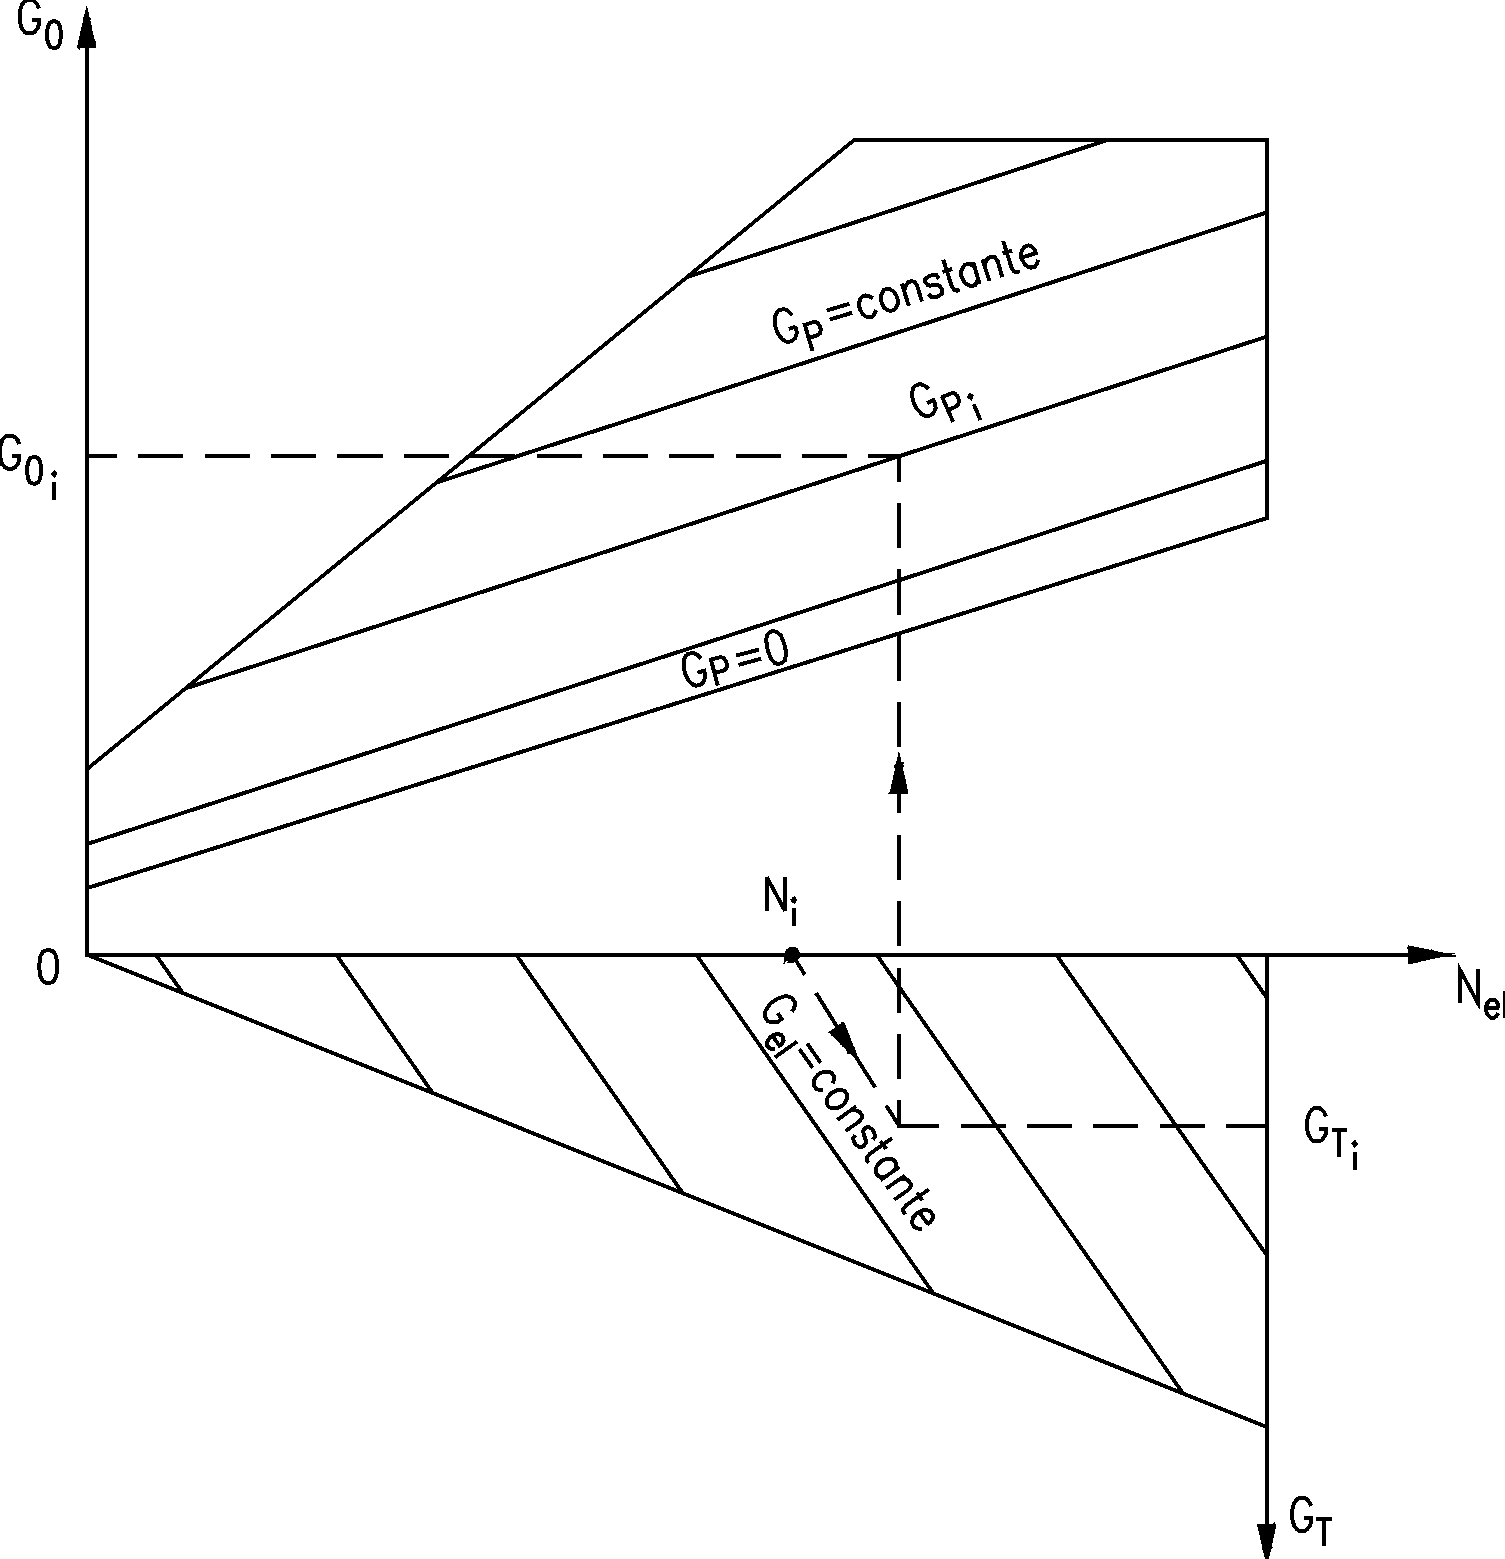 G0
GP=constante
GPi
G0i
GP=0
Ni
0
Nel
Gel=constante
GTi
GT